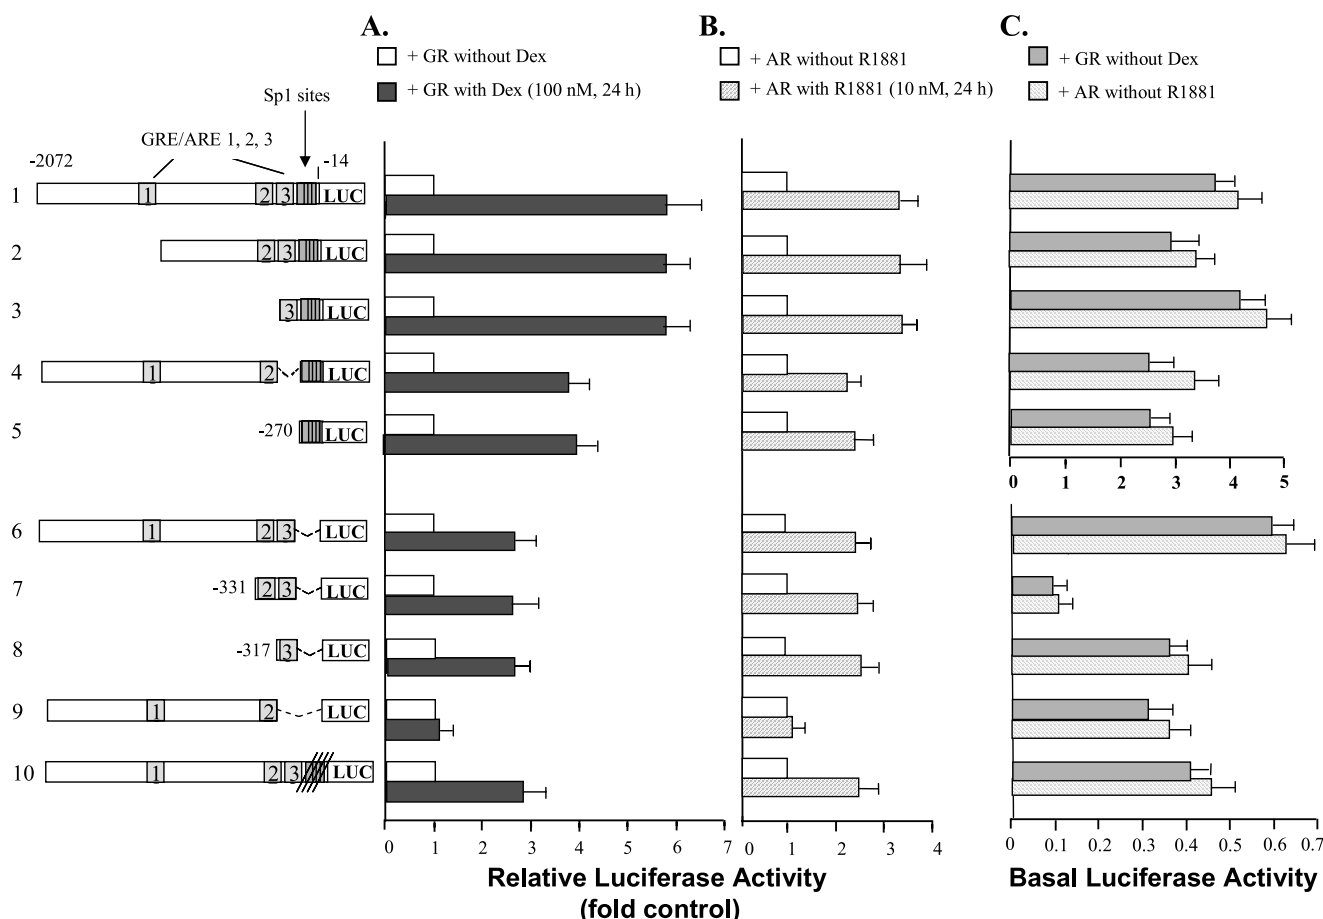 A.
B.
C.
+ GR without Dex
+ GR with Dex (100 nM, 24 h)
+ AR without R1881
+ AR with R1881 (10 nM, 24 h)
+ GR without Dex
+ AR without R1881
Sp1 sites
GRE/ARE 1, 2, 3
-2072
-14
1 1 2 3 LUC
2 2 3 LUC
3 3 LUC
4 1 2 LUC
5 -270 LUC
0 1 2 3 4 5
6 1 2 3 LUC
7 -331 2 3 LUC
8 -317 3 LUC
9 1 2 LUC
10 1 2 3 LUC
0 1 2 3 4 5 6 7
0 1 2 3 4
0 0.1 0.2 0.3 0.4 0.5 0.6 0.7
Relative Luciferase Activity
(fold control)
Basal Luciferase Activity